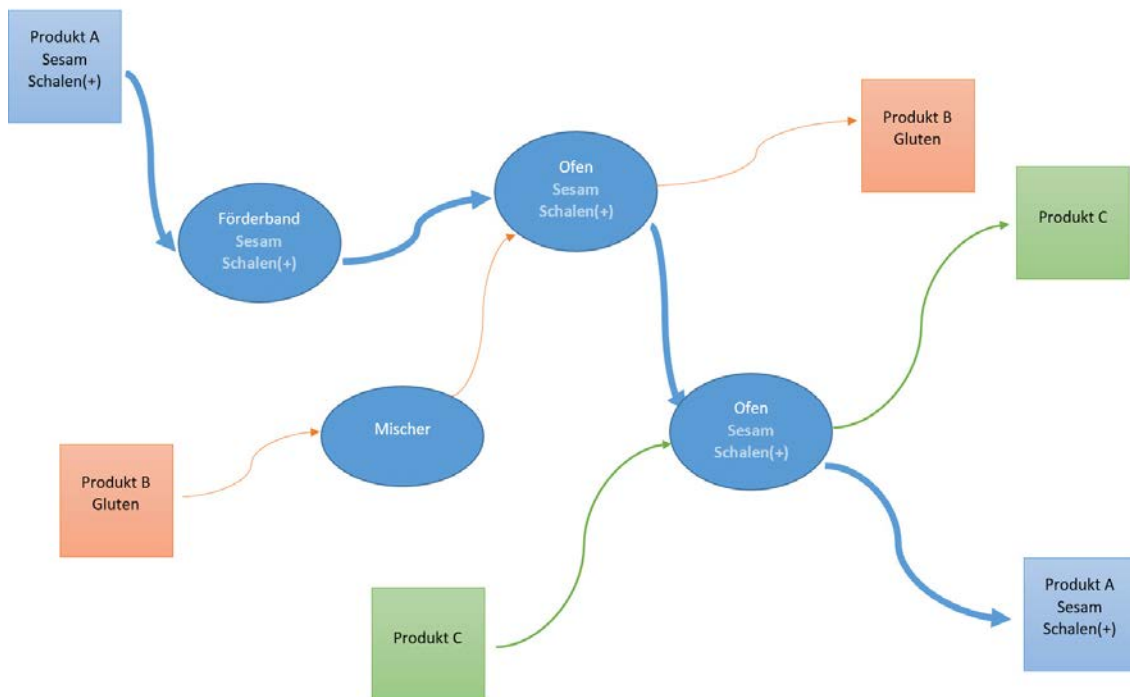 Produkt A
Sesam
Schalen(+)
Produkt B
Gluten
Ofen
Sesam
Schalen(+)
Produkt C
Förderband
Sesam
Schalen(+)
Mischer
Ofen
Sesam
Schalen(+)
Produkt B
Gluten
Produkt C
Produkt A
Sesam
Schalen(+)